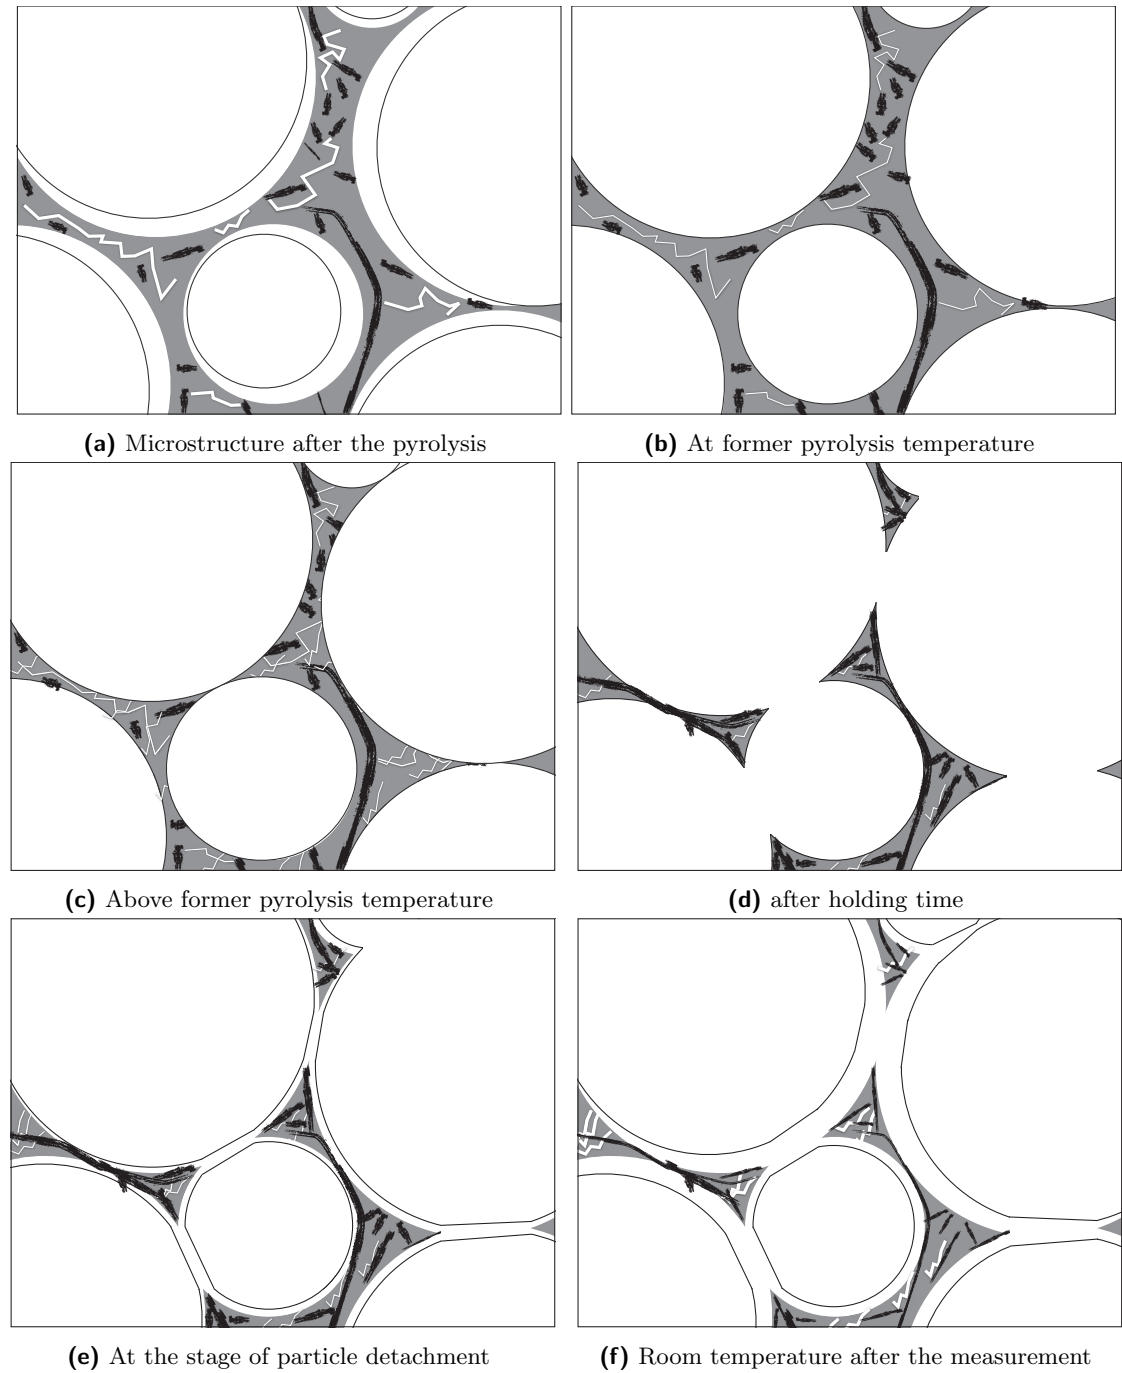 (a) Microstructure after the pyrolysis
(b) At former pyrolysis temperature
(c) Above former pyrolysis temperature
(d) after holding time
(e) At the stage of particle detachment
(f) Room temperature after the measurement